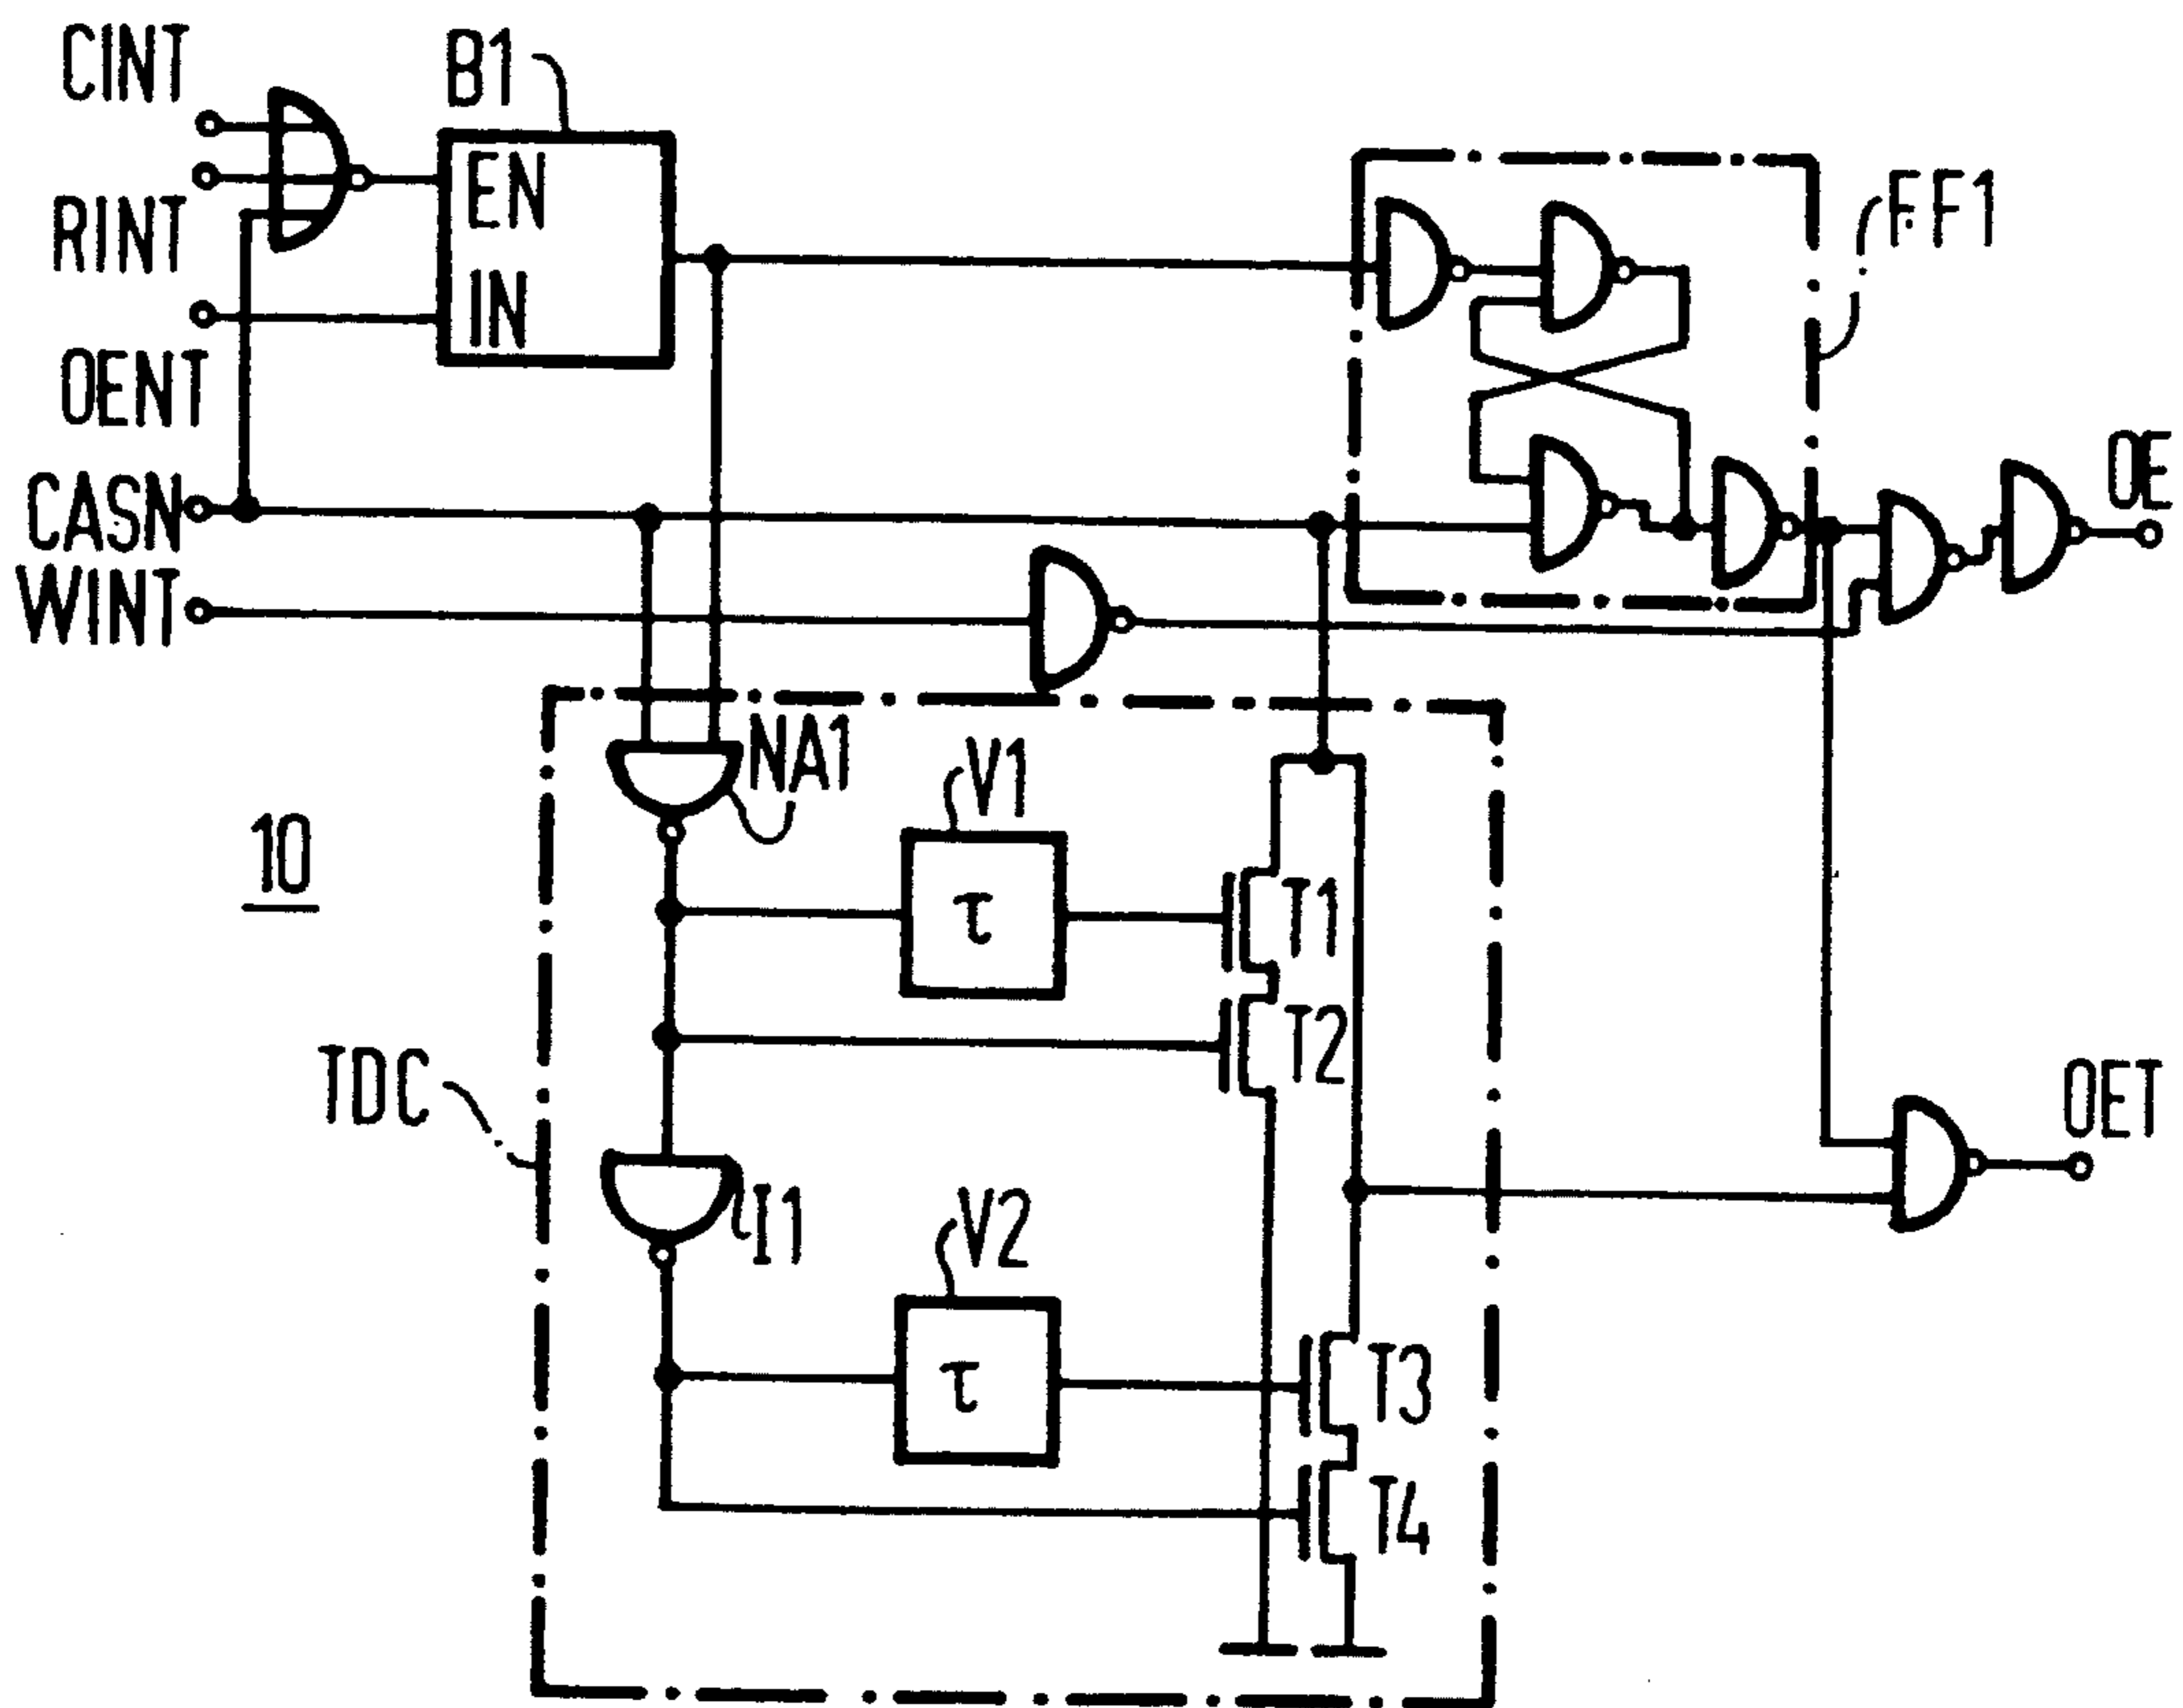 CINT
B1
RINT
EN
IN
OENT
FF1
CASN
OE
WINT
NA1
V1
10
τ
T1
T2
TDC
OET
I1
V2
τ
T3
T4